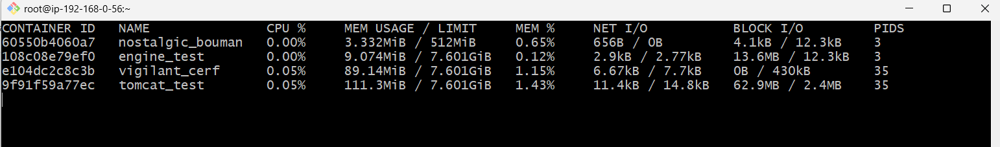 root@ip-192-168-0-56:~
CONTAINER ID NAME CPU % MEM USAGE / LIMIT MEM % NET I/O BLOCK I/O PIDS
60550b4060a7 nostalgic_bouman 0.00% 3.332MiB / 512MiB 0.65% 656B / 0B 4.1kB / 12.3kB 3
108c08e79ef0 engine_test 0.00% 9.074MiB / 7.601GiB 0.12% 2.9kB / 2.77kB 13.6MB / 12.3kB 3
e104dc2c8c3b vigilant_cerf 0.05% 89.14MiB / 7.601GiB 1.15% 6.67kB / 7.7kB 0B / 430kB 35
9f91f59a77ec tomcat_test 0.05% 111.3MiB / 7.601GiB 1.43% 11.4kB / 14.8kB 62.9MB / 2.4MB 35